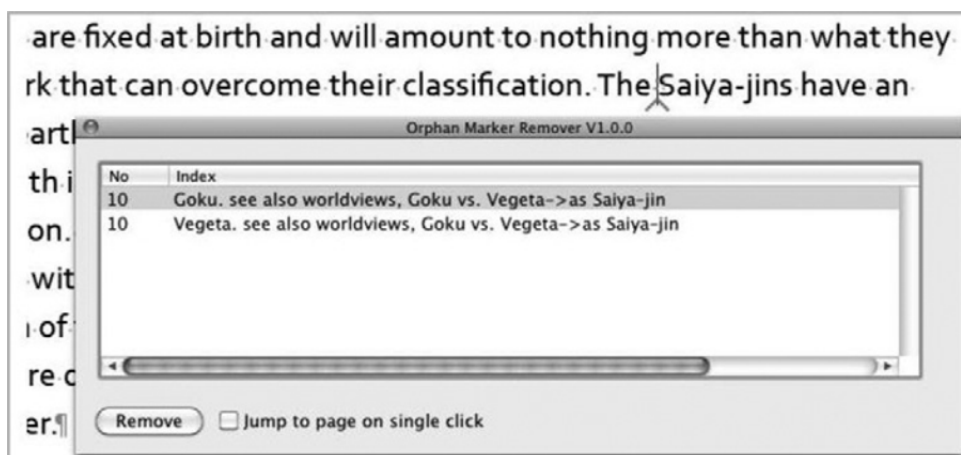 are fixed at birth and will amount to nothing more than what they
rk that can overcome their classification. The Saiya-jins have an
artl
Orphan Marker Remover V1.0.0
th i
No Index
10 Goku. see also worldviews, Goku vs. Vegeta->as Saiya-jin
on.
10 Vegeta. see also worldviews, Goku vs. Vegeta->as Saiya-jin
wit
of
re c
er.¶
Remove Jump to page on single click